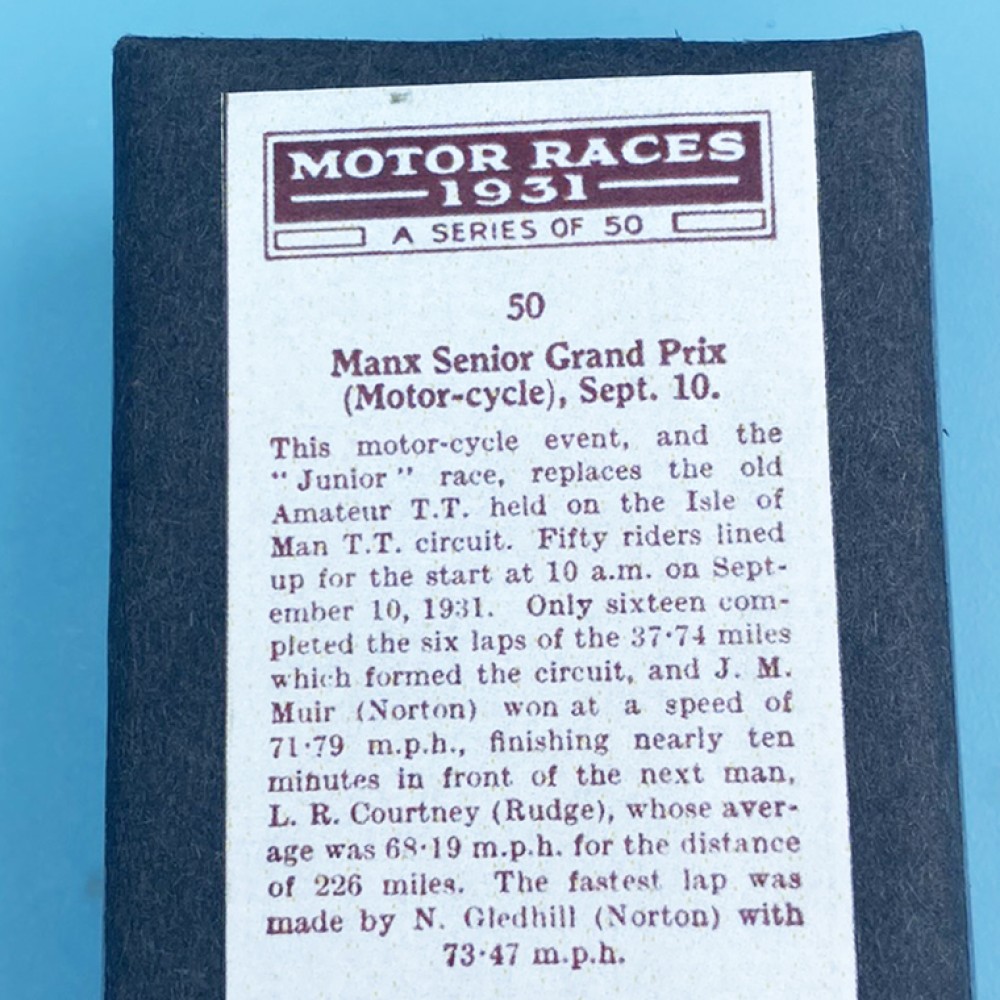 MOTOR RACES
1931
A SERIES OF 50
50
Manx Senior Grand Prix
(Motor-cycle), Sept. 10.
This motor-cycle event, and the
"Junior" race, replaces the old
Amateur T.T. held on the Isle of
Man T.T. circuit. Fifty riders lined
up for the start at 10 a.m. on Sept-
ember 10, 1931. Only sixteen com-
pleted the six laps of the 37·74 miles
which formed the circuit, and J. M.
Muir (Norton) won at a speed of
71·79 m.p.h., finishing nearly ten
minutes in front of the next man,
L. R. Courtney (Rudge), whose aver-
age was 68·19 m.p.h. for the distance
of 226 miles. The fastest lap was
made by N. Gledhill (Norton) with
73·47 m.p.h.